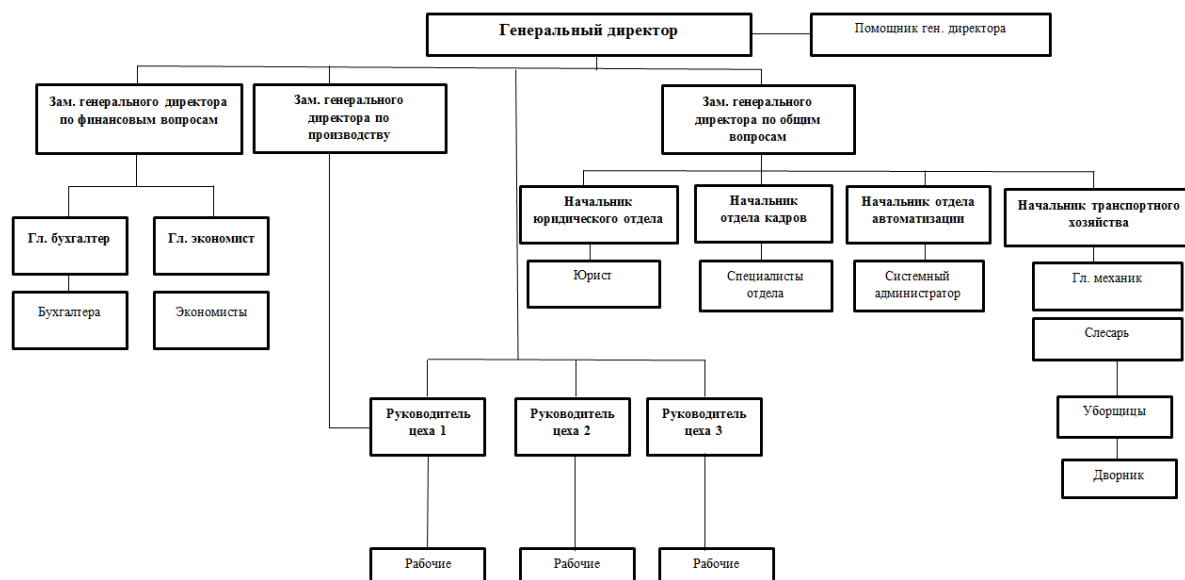 Генеральный директор
Помощник ген. директора
Зам. генерального директора
по финансовым вопросам
Зам. генерального
директора по
производству
Зам. генерального
директора по общим
вопросам
Начальник
юридического отдела
Начальник
отдела кадров
Начальник отдела
автоматизации
Начальник транспортного
хозяйства
Гл. бухгалтер
Гл. экономист
Юрист
Специалисты
отдела
Системный
администратор
Гл. механик
Бухгалтера
Экономисты
Слесарь
Руководитель
цеха 1
Руководитель
цеха 2
Руководитель
цеха 3
Уборщицы
Дворник
Рабочие
Рабочие
Рабочие